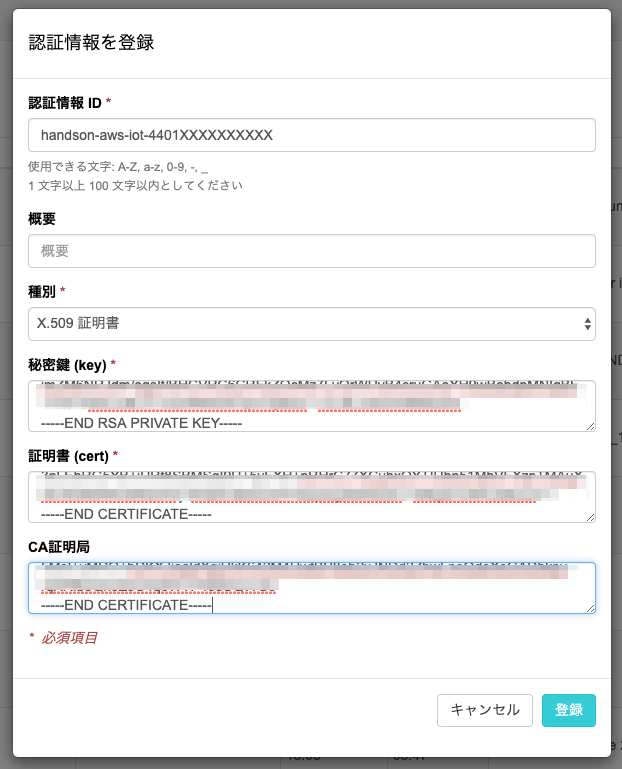 認証情報を登録
認証情報 ID *
handson-aws-iot-4401XXXXXXXXXX
使用できる文字: A-Z, a-z, 0-9, -, _
1 文字以上 100 文字以内としてください
概要
概要
種別 *
X.509 証明書
秘密鍵 (key) *
-----END RSA PRIVATE KEY-----
証明書 (cert) *
-----END CERTIFICATE-----
CA証明局
-----END CERTIFICATE-----
* 必須項目
キャンセル 登録